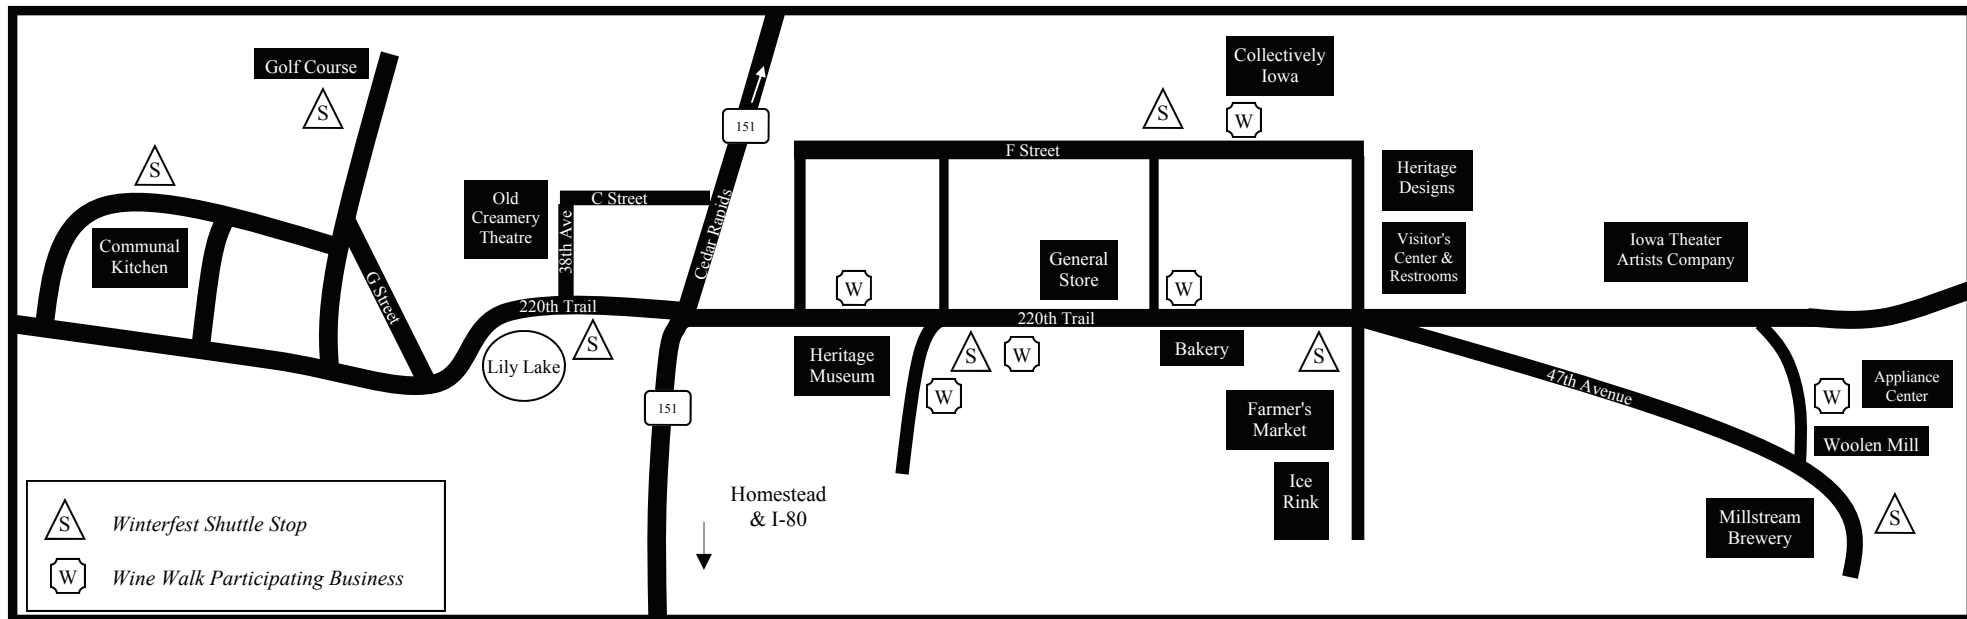 Golf Course
S
S
Communal
Kitchen
G Street
Old
Creamery
Theatre
C Street
38th Ave
220th Trail
S
Lily Lake
151
Cedar Rapids
151
Homestead
& I-80
F Street
S
Collectively
Iowa
W
W
General
Store
W
220th Trail
Heritage
Museum
W
S
W
Bakery
S
Farmer's
Market
Ice
Rink
Heritage
Designs
Visitor's
Center &
Restrooms
Iowa Theater
Artists Company
47th Avenue
W
Appliance
Center
Woolen Mill
Millstream
Brewery
S
S Winterfest Shuttle Stop
W Wine Walk Participating Business